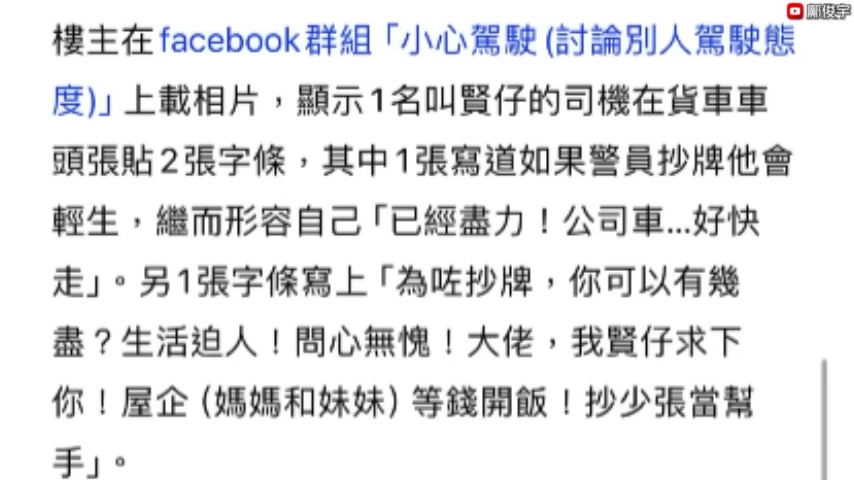 鄺俊宇
樓主在facebook群組「小心駕駛 (討論別人駕駛態
度)」上載相片，顯示1名叫賢仔的司機在貨車車
頭張貼2張字條，其中1張寫道如果警員抄牌他會
輕生，繼而形容自己「已經盡力！公司車...好快
走」。另1張字條寫上「為咗抄牌，你可以有幾
盡？生活迫人！問心無愧！大佬，我賢仔求下
你！屋企（媽媽和妹妹）等錢開飯！抄少張當幫
手」。